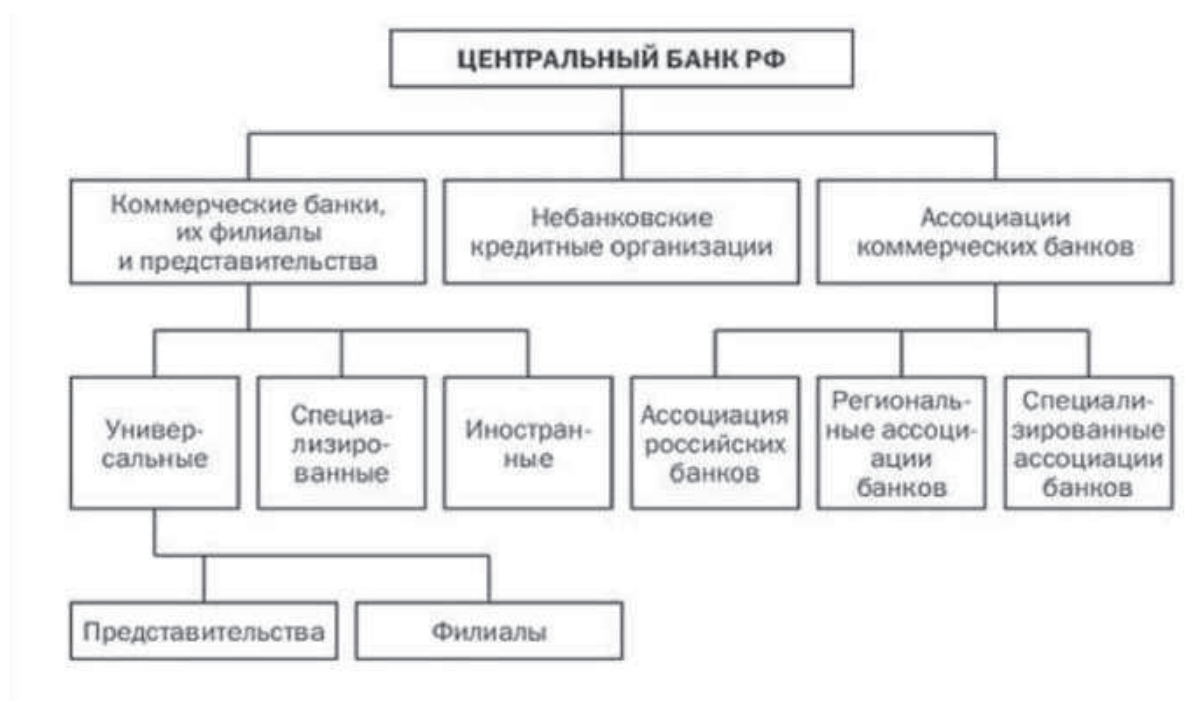 ЦЕНТРАЛЬНЫЙ БАНК РФ
Коммерческие банки,
их филиалы
и представительства
Небанковские
кредитные организации
Ассоциации
коммерческих банков
Универ-
сальные
Специа-
лизиро-
ванные
Иностран-
ные
Ассоциация
российских
банков
Региональ-
ные ассоци-
ации
банков
Специали-
зированные
ассоциации
банков
Представительства
Филиалы